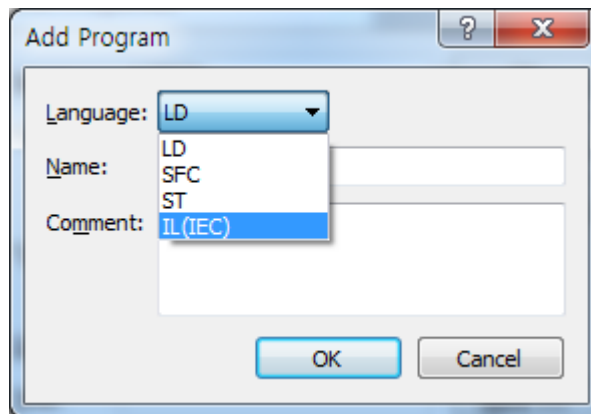 Add Program
?
Language: LD
LD
SFC
ST
IL(IEC)
Name:
Comment:
OK Cancel